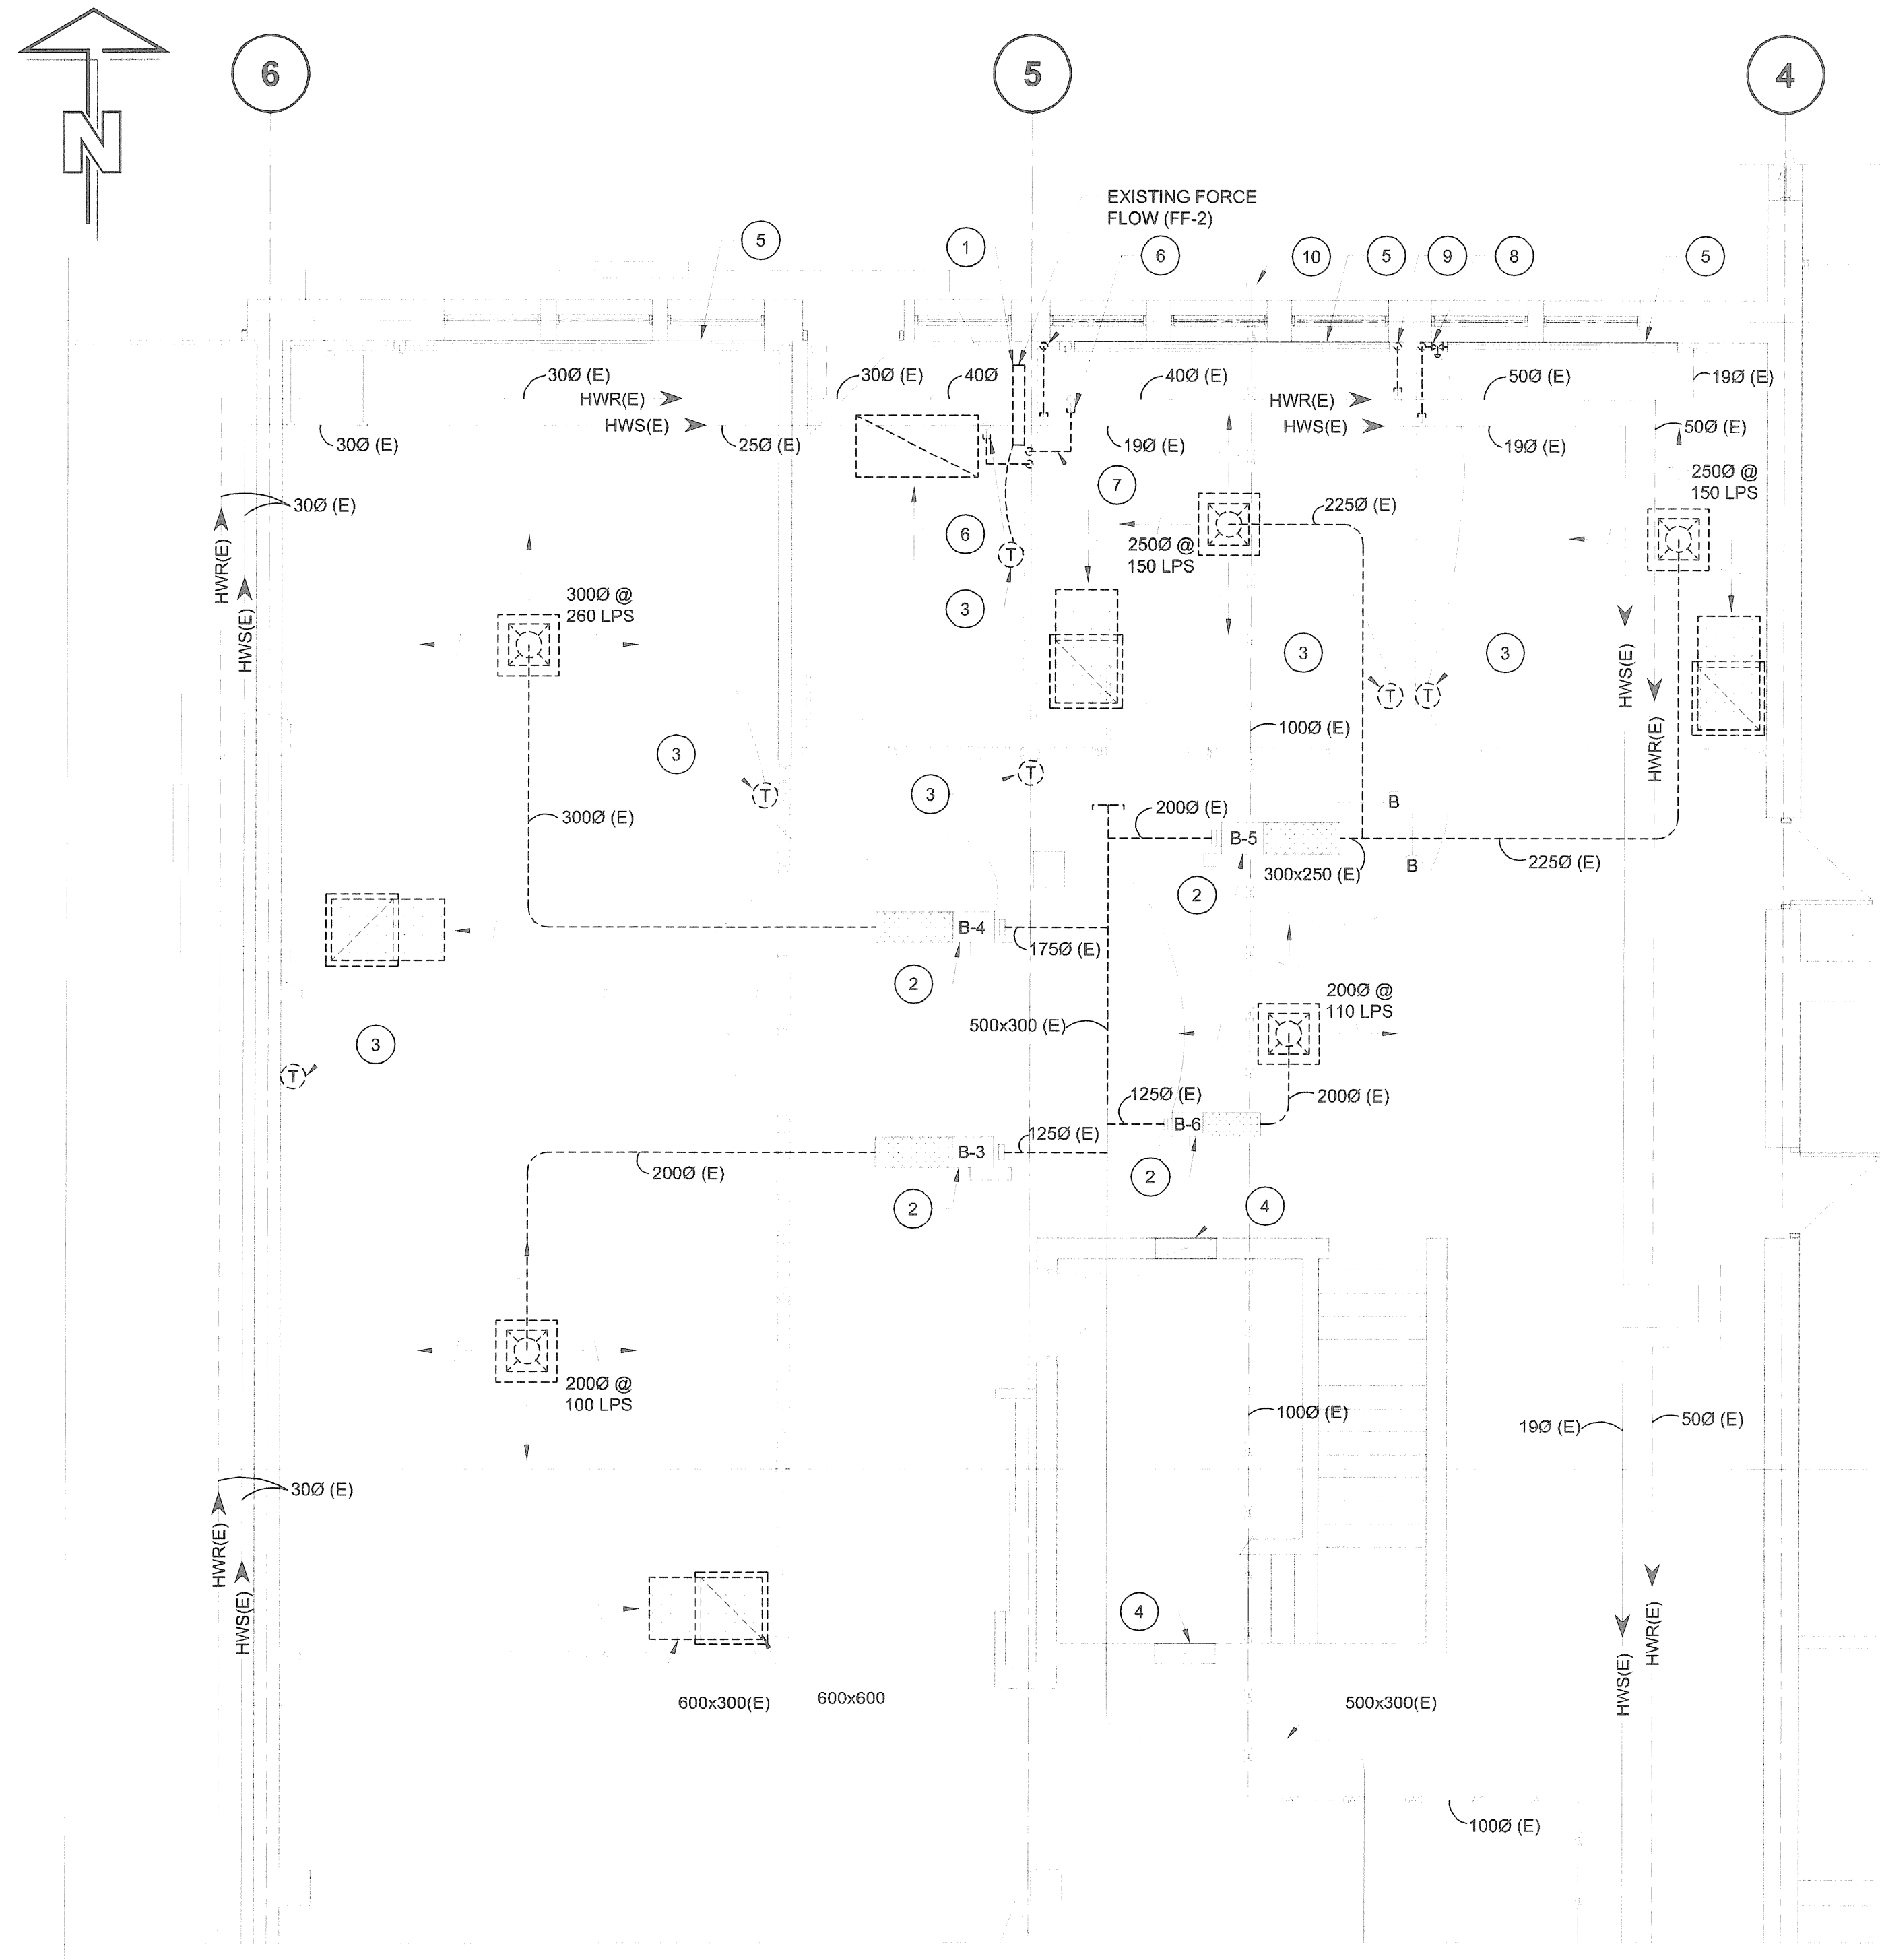 6
5
4
N
EXISTING FORCE
FLOW (FF-2)
5
1
6
10
5
9
8
5
30Ø (E)
HWR(E)
HWS(E)
30Ø (E)
25Ø(E)
30Ø (E)
40Ø
40Ø (E)
HWR(E)
HWS(E)
50Ø (E)
19Ø (E)
19Ø(E)
19Ø(E)
50Ø (E)
250Ø @
150 LPS
30Ø (E)
7
225Ø (E)
6
T
250Ø @
150 LPS
HWR(E)
HWS(E)
300Ø @
260 LPS
3
3
3
HWS(E)
HWR(E)
T
T
100Ø (E)
3
T
3
T
300Ø (E)
200Ø (E)
B-5
B
B
300x250 (E)
225Ø (E)
2
B-4
175Ø (E)
2
200Ø @
110 LPS
500x300 (E)
3
T
125Ø (E)
200Ø (E)
B-6
125Ø (E)
B-3
200Ø (E)
2
2
4
200Ø @
100 LPS
100Ø (E)
19Ø (E)
50Ø (E)
30Ø (E)
HWR(E)
HWS(E)
4
HWS(E)
HWR(E)
600x300(E)
600x600
500x300(E)
100Ø (E)